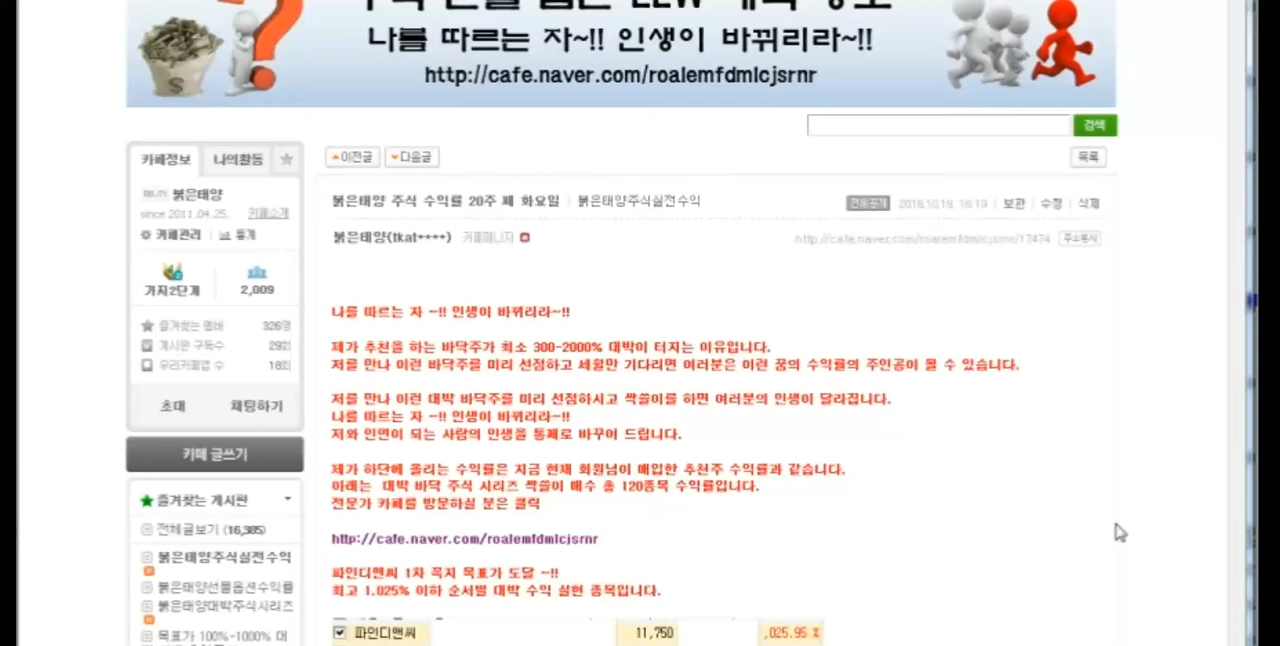 나를 따르는 자~!! 인생이 바뀌리라~!!
http://cafe.naver.com/roalemfdmlcjsrnr
검색
카페정보 나의활동
이전글 다음글 목록
붉은태양
since 2011.04.25. 카페소개
카페관리 통계
가지2단계 2,009
즐겨찾는 멤버 326명
게시판 구독수 29회
우리카페앱 수 18회
초대 채팅하기
카페 글쓰기
즐겨찾는 게시판
전체글보기 (16,385)
붉은태양주식실전수익
붉은태양선물옵션수익률
붉은태양대박주식시리즈
목표가 100%~1000% 대
붉은태양 주식 수익률 20주 째 화요일 | 붉은태양주식실전수익
전체공개 2016.10.18. 16:19 | 보관 | 수정 | 삭제
붉은태양(tkat****) 카페매니저
http://cafe.naver.com/roalemfdmlcjsrnr/17474 주소복사
나를 따르는 자 ~!! 인생이 바뀌리라~!!
제가 추천을 하는 바닥주가 최소 300-2000% 대박이 터지는 이유입니다.
저를 만나 이런 바닥주를 미리 선점하고 세월만 기다리면 여러분은 이런 꿈의 수익률의 주인공이 될 수 있습니다.
저를 만나 이런 대박 바닥주를 미리 선점하시고 싹쓸이를 하면 여러분의 인생이 달라집니다.
나를 따르는 자 ~!! 인생이 바뀌리라~!!
저와 인연이 되는 사람의 인생을 통째로 바꾸어 드립니다.
제가 하단에 올리는 수익률은 지금 현재 회원님이 매입한 추천주 수익률과 같습니다.
아래는 대박 바닥 주식 시리즈 싹쓸이 매수 총 120종목 수익률입니다.
전문가 카페를 방문하실 분은 클릭
http://cafe.naver.com/roalemfdmlcjsrnr
파인디앤씨 1차 쪽지 목표가 도달 ~!!
최고 1.025% 이하 순서별 대박 수익 실현 종목입니다.
파인디앤씨 11,750 ,025.95 %